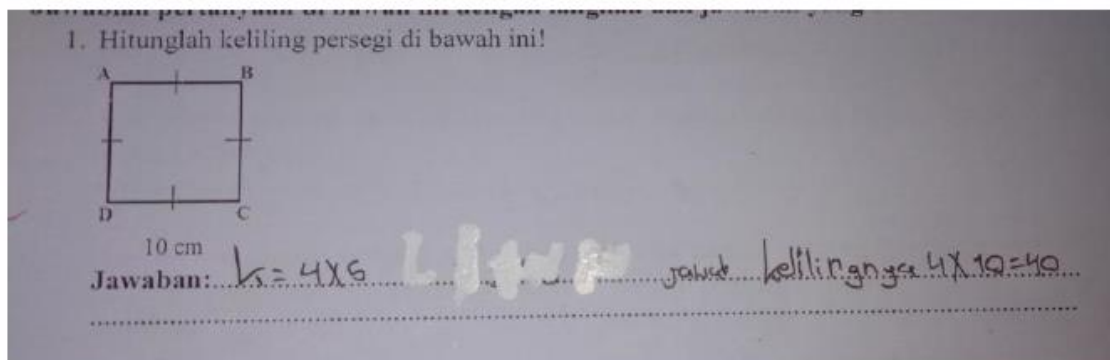 1. Hitunglah keliling persegi di bawah ini!
A B
D C
10 cm
Jawaban: K = 4 X S jawab kelilingnya 4 X 10 = 40